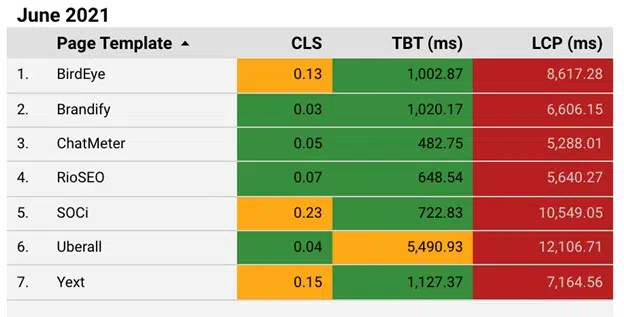 June 2021
Page Template CLS TBT (ms) LCP (ms)
1. BirdEye 0.13 1,002.87 8,617.28
2. Brandify 0.03 1,020.17 6,606.15
3. ChatMeter 0.05 482.75 5,288.01
4. RioSEO 0.07 648.54 5,640.27
5. SOCi 0.23 722.83 10,549.05
6. Uberall 0.04 5,490.93 12,106.71
7. Yext 0.15 1,127.37 7,164.56